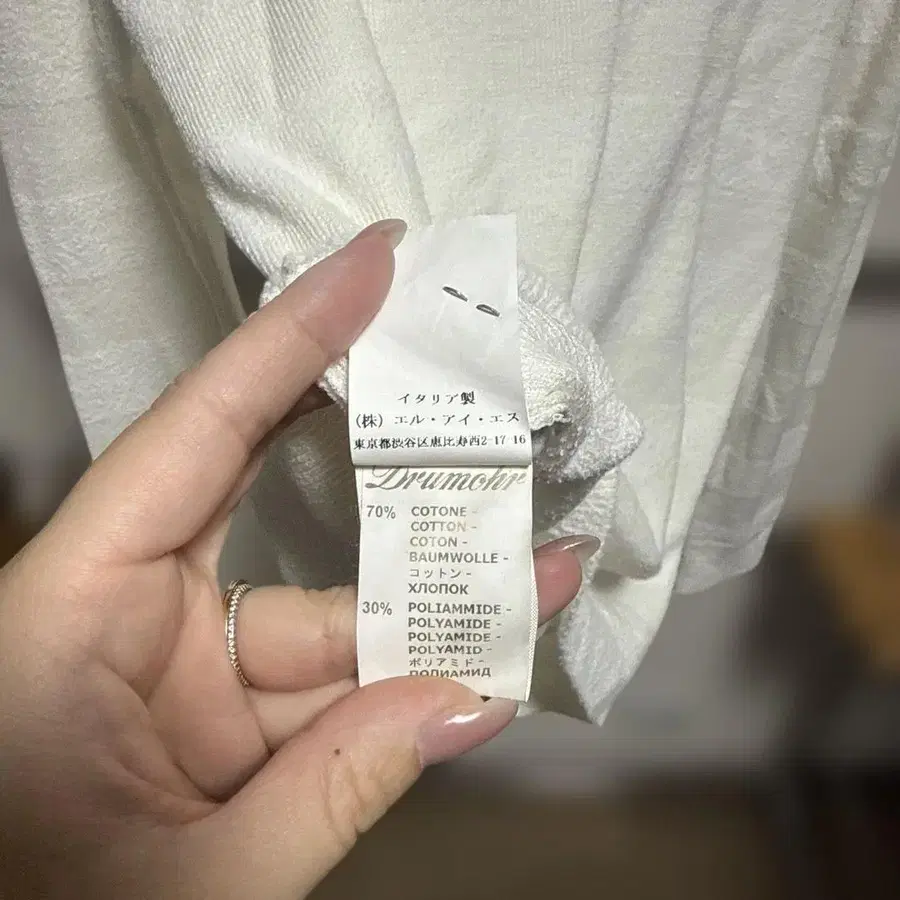 イタリア製
(株) エル・アイ・エス
東京都渋谷区恵比寿西2-17-16
Drumohr
70% COTONE -
COTTON -
COTON -
BAUMWOLLE -
コットン -
ХЛОПОК
30% POLIAMMIDE -
POLYAMIDE -
POLYAMIDE -
POLYAMID -
ポリアミド -
ПОЛИАМИД